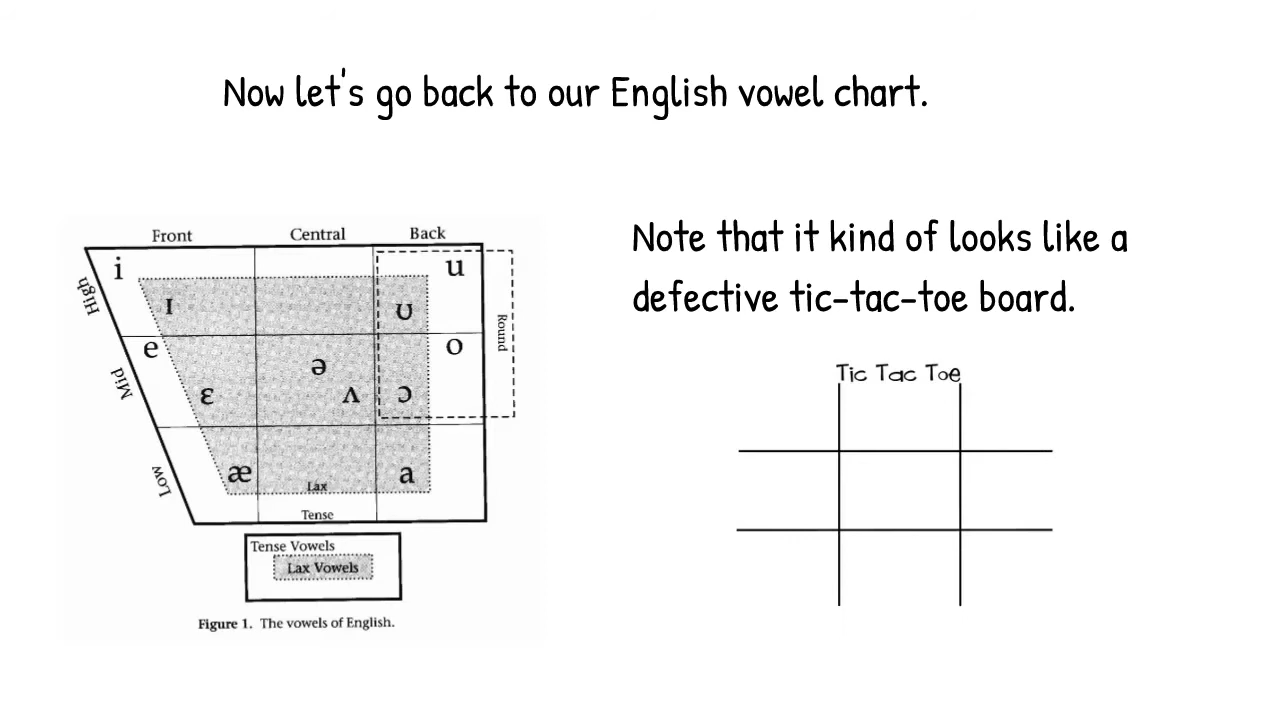 Now let's go back to our English vowel chart.
Note that it kind of looks like a
defective tic-tac-toe board.
Front Central Back
High
Mid
Low
i u
ɪ ʊ
e o
ə
ɛ ʌ ɔ
æ a
Round
Lax
Tense
Tense Vowels
Lax Vowels
Figure 1. The vowels of English.
Tic Tac Toe